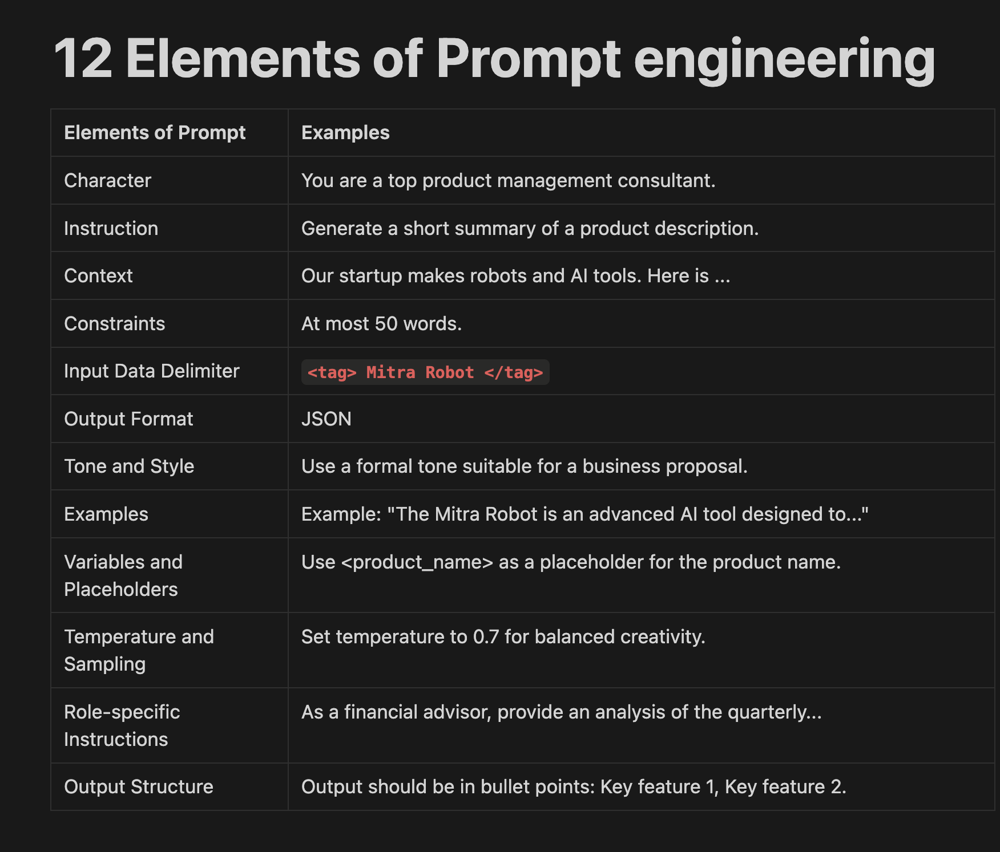 12 Elements of Prompt engineering
Elements of Prompt Examples
Character You are a top product management consultant.
Instruction Generate a short summary of a product description.
Context Our startup makes robots and AI tools. Here is ...
Constraints At most 50 words.
Input Data Delimiter <tag> Mitra Robot </tag>
Output Format JSON
Tone and Style Use a formal tone suitable for a business proposal.
Examples Example: "The Mitra Robot is an advanced AI tool designed to..."
Variables and Use <product_name> as a placeholder for the product name.
Placeholders
Temperature and Set temperature to 0.7 for balanced creativity.
Sampling
Role-specific As a financial advisor, provide an analysis of the quarterly...
Instructions
Output Structure Output should be in bullet points: Key feature 1, Key feature 2.